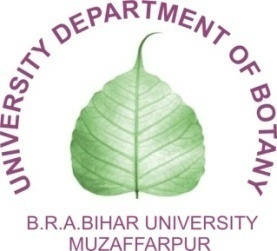 UNIVERSITY DEPARTMENT OF BOTANY
B.R.A.BIHAR UNIVERSITY
MUZAFFARPUR